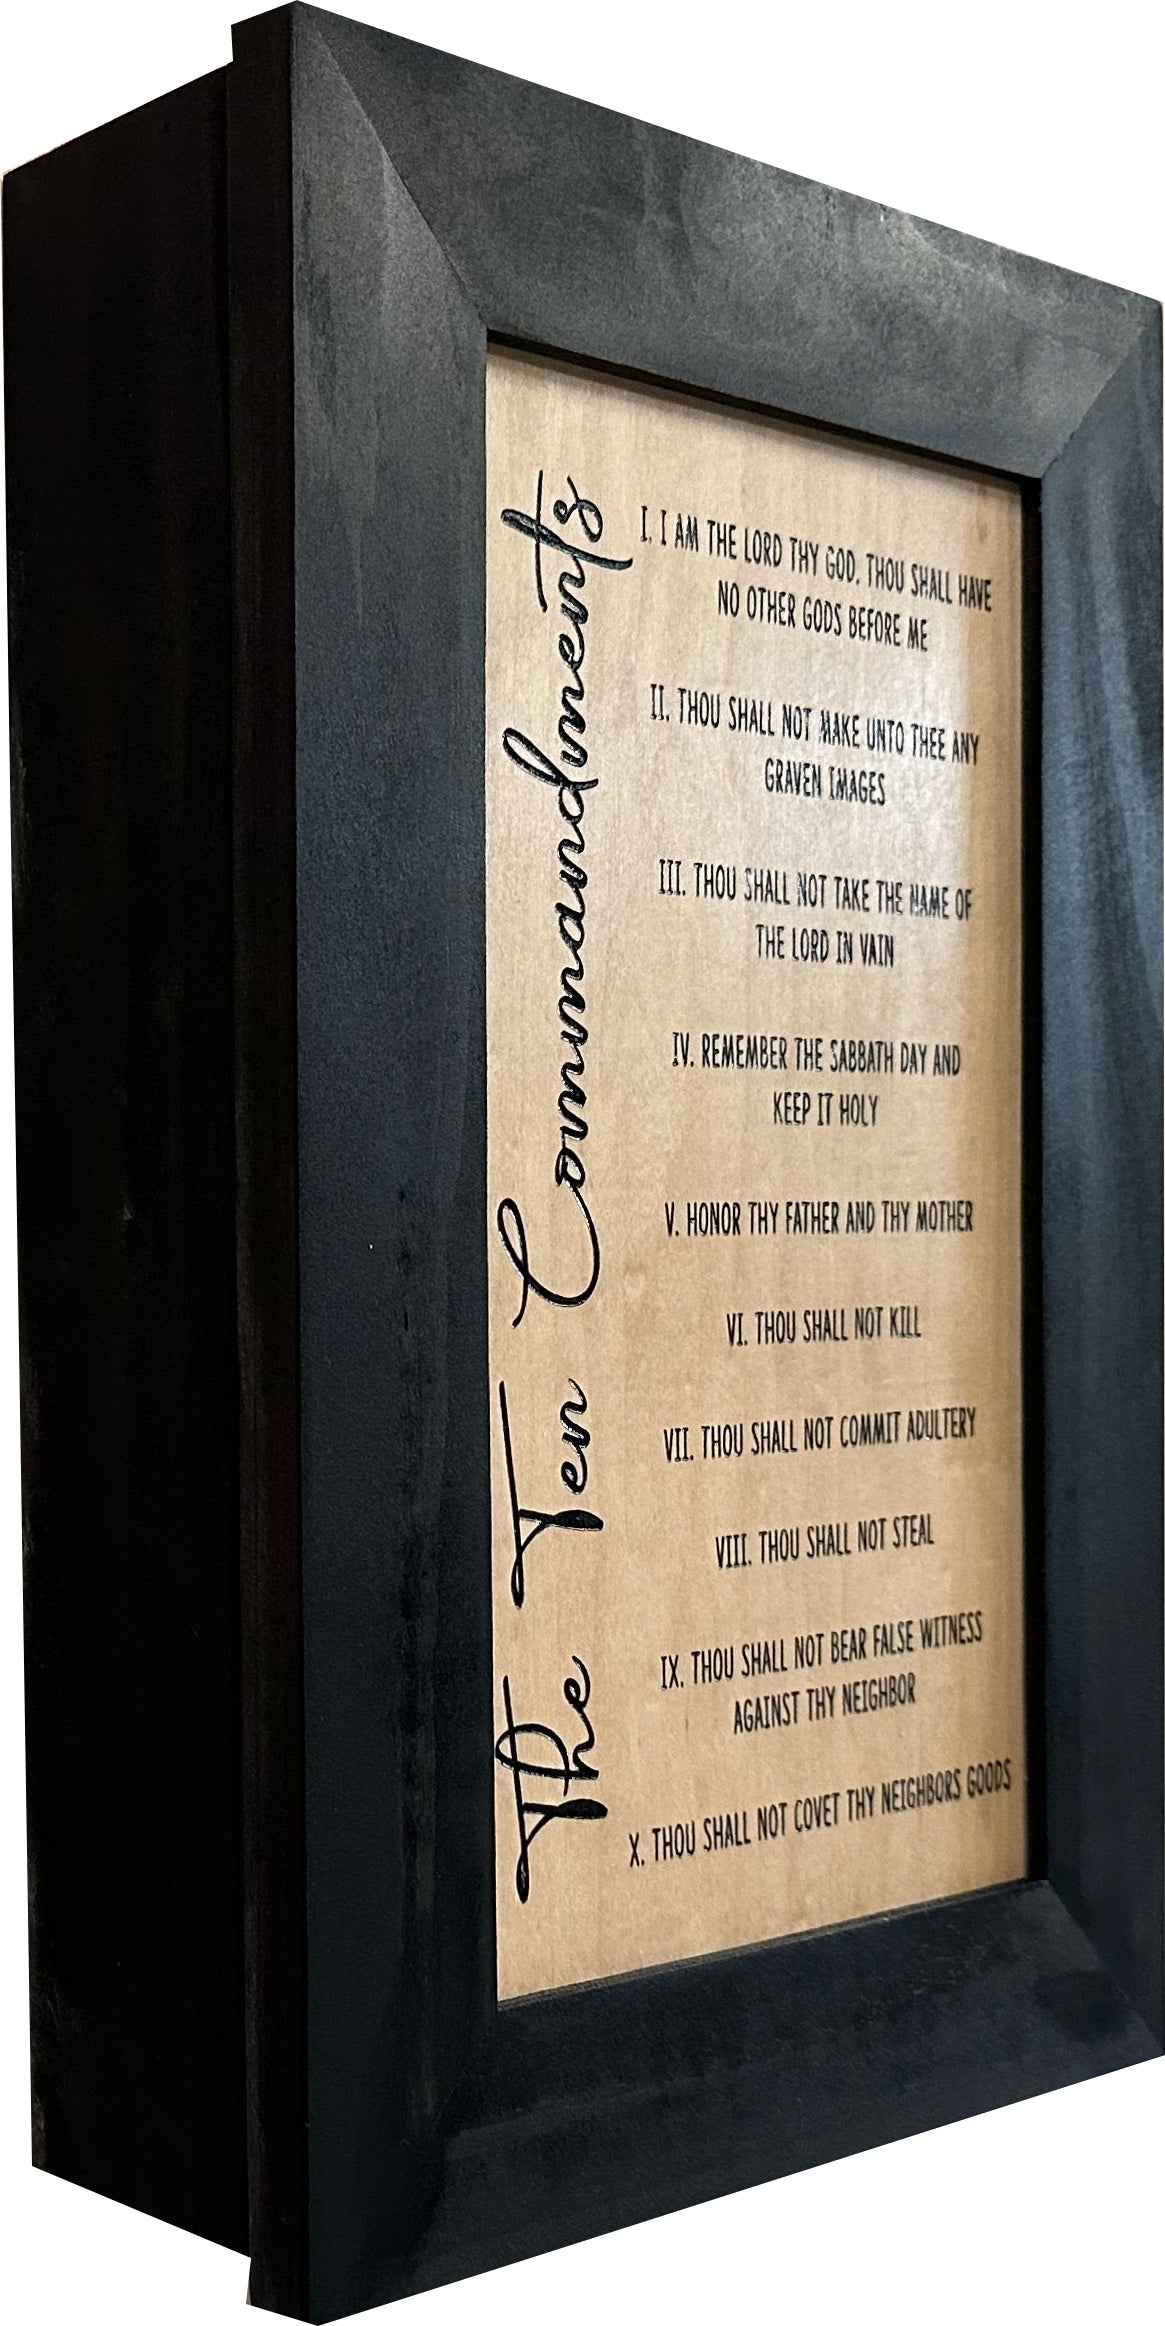 The Ten Commandments
I. I AM THE LORD THY GOD. THOU SHALL HAVE
NO OTHER GODS BEFORE ME
II. THOU SHALL NOT MAKE UNTO THEE ANY
GRAVEN IMAGES
III. THOU SHALL NOT TAKE THE NAME OF
THE LORD IN VAIN
IV. REMEMBER THE SABBATH DAY AND
KEEP IT HOLY
V. HONOR THY FATHER AND THY MOTHER
VI. THOU SHALL NOT KILL
VII. THOU SHALL NOT COMMIT ADULTERY
VIII. THOU SHALL NOT STEAL
IX. THOU SHALL NOT BEAR FALSE WITNESS
AGAINST THY NEIGHBOR
X. THOU SHALL NOT COVET THY NEIGHBORS GOODS